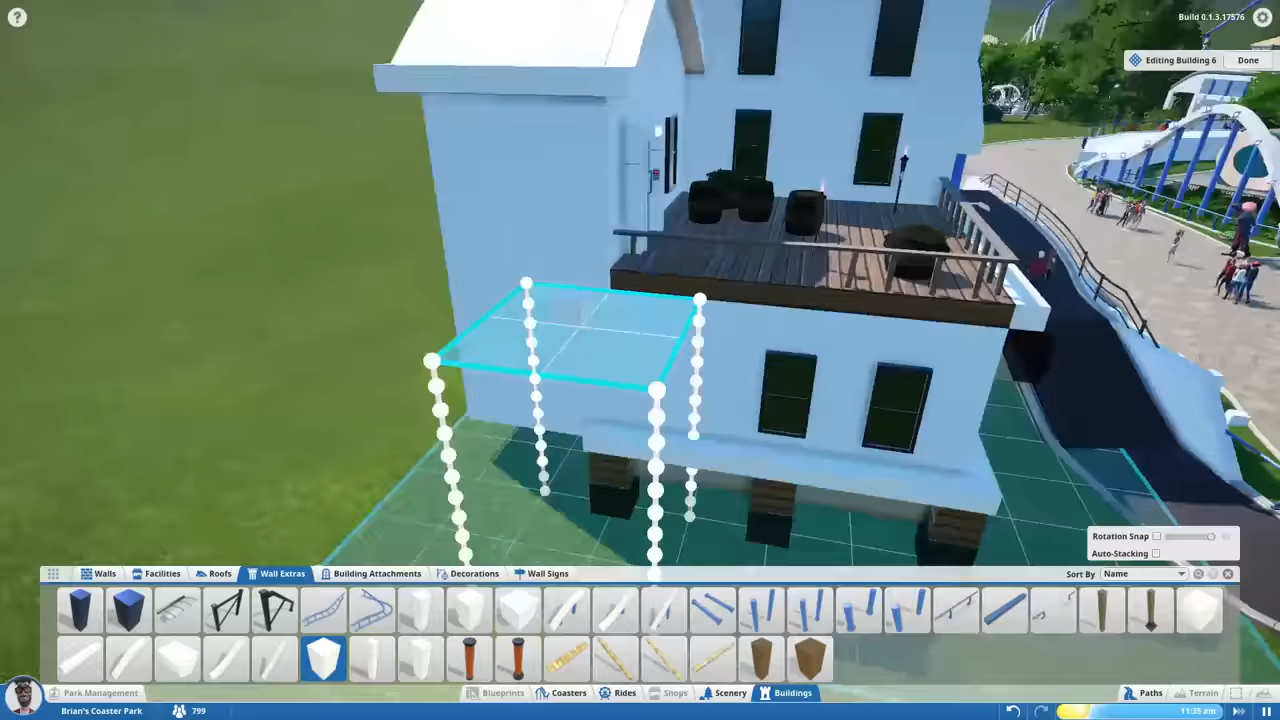 ?
Build 0.1.3.17576
Editing Building 6 Done
Rotation Snap
Auto-Stacking
Walls Facilities Roofs Wall Extras Building Attachments Decorations Wall Signs Sort By Name
Park Management Blueprints Coasters Rides Shops Scenery Buildings Paths Terrain
Brian's Coaster Park 799 11:35 am